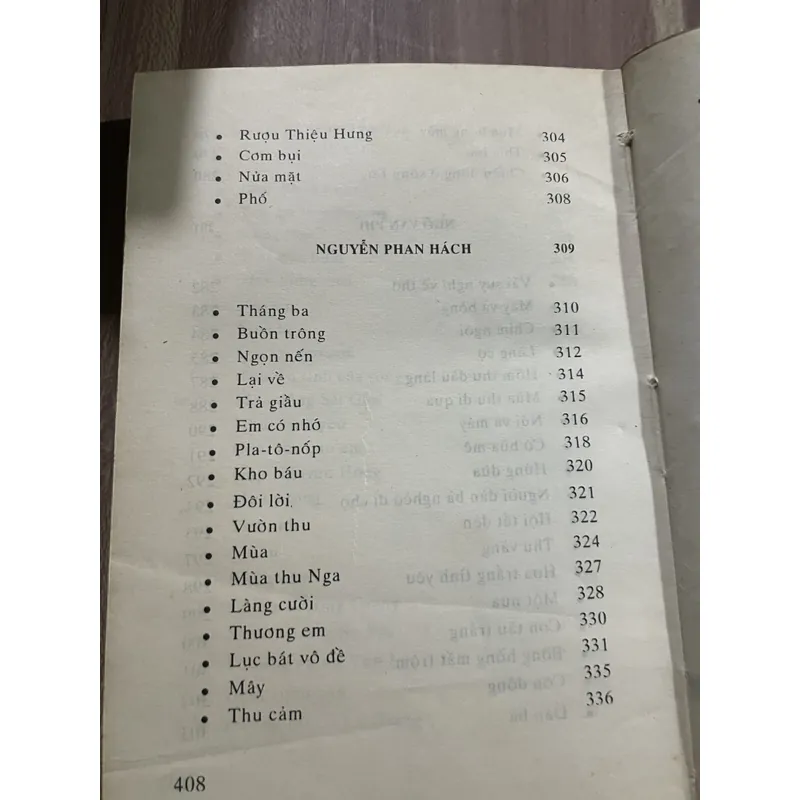 • Rượu Thiệu Hưng 304
• Cơm bụi 305
• Nửa mặt 306
• Phố 308
NGUYỄN PHAN HÁCH 309
• Tháng ba 310
• Buồn trông 311
• Ngọn nến 312
• Lại về 314
• Trả giầu 315
• Em có nhớ 316
• Pla-tô-nốp 318
• Kho báu 320
• Đôi lời 321
• Vườn thu 322
• Mùa 324
• Mùa thu Nga 327
• Làng cười 328
• Thương em 330
• Lục bát vô đề 331
• Mây 335
• Thu cảm 336
408